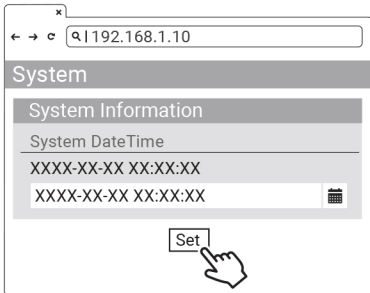 192.168.1.10
System
System Information
System DateTime
XXXX-XX-XX XX:XX:XX
XXXX-XX-XX XX:XX:XX
Set